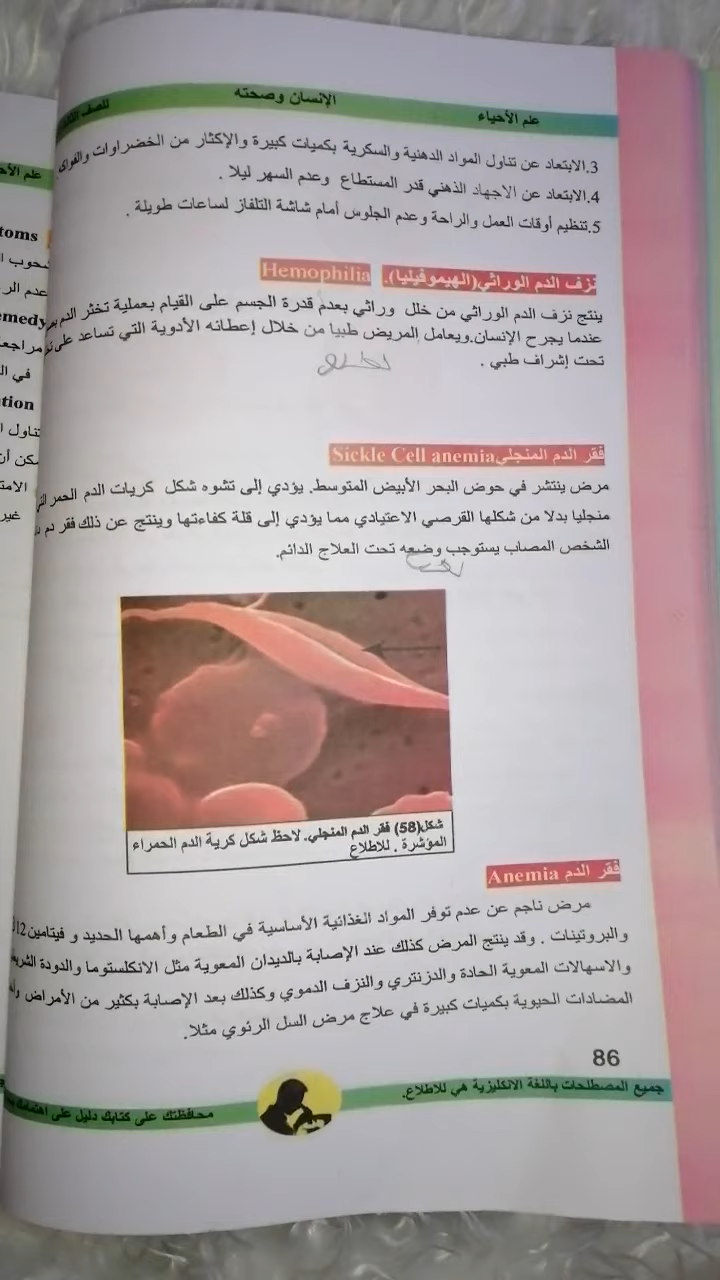 علم الأحياء
الإنسان وصحته
للصف
3.الابتعاد عن تناول المواد الدهنية والسكرية بكميات كبيرة والإكثار من الخضراوات والفواكه
4.الابتعاد عن الاجهاد الذهني قدر المستطاع وعدم السهر ليلا .
5.تنظيم أوقات العمل والراحة وعدم الجلوس أمام شاشة التلفاز لساعات طويلة .
نزف الدم الوراثي(الهيموفيليا). Hemophilia
ينتج نزف الدم الوراثي من خلل وراثي بعدم قدرة الجسم على القيام بعملية تخثر الدم
عندما يجرح الإنسان.ويعامل المريض طبيا من خلال إعطائه الأدوية التي تساعد على
تحت إشراف طبي .
فقر الدم المنجلي Sickle Cell anemia
مرض ينتشر في حوض البحر الأبيض المتوسط. يؤدي إلى تشوه شكل كريات الدم الحمر
منجليا بدلا من شكلها القرصي الاعتيادي مما يؤدي إلى قلة كفاءتها وينتج عن ذلك فقر دم
الشخص المصاب يستوجب وضعه تحت العلاج الدائم.
شكل(58) فقر الدم المنجلي. لاحظ شكل كرية الدم الحمراء
المؤشرة . للاطلاع
فقر الدم Anemia
مرض ناجم عن عدم توفر المواد الغذائية الأساسية في الطعام وأهمها الحديد و فيتامين
والبروتينات . وقد ينتج المرض كذلك عند الإصابة بالديدان المعوية مثل الانكلستوما والدودة
والاسهالات المعوية الحادة والدزنتري والنزف الدموي وكذلك بعد الإصابة بكثير من الأمراض
المضادات الحيوية بكميات كبيرة في علاج مرض السل الرئوي مثلا.
86
جميع المصطلحات باللغة الانكليزية هي للاطلاع.
محافظتك على كتابك دليل على